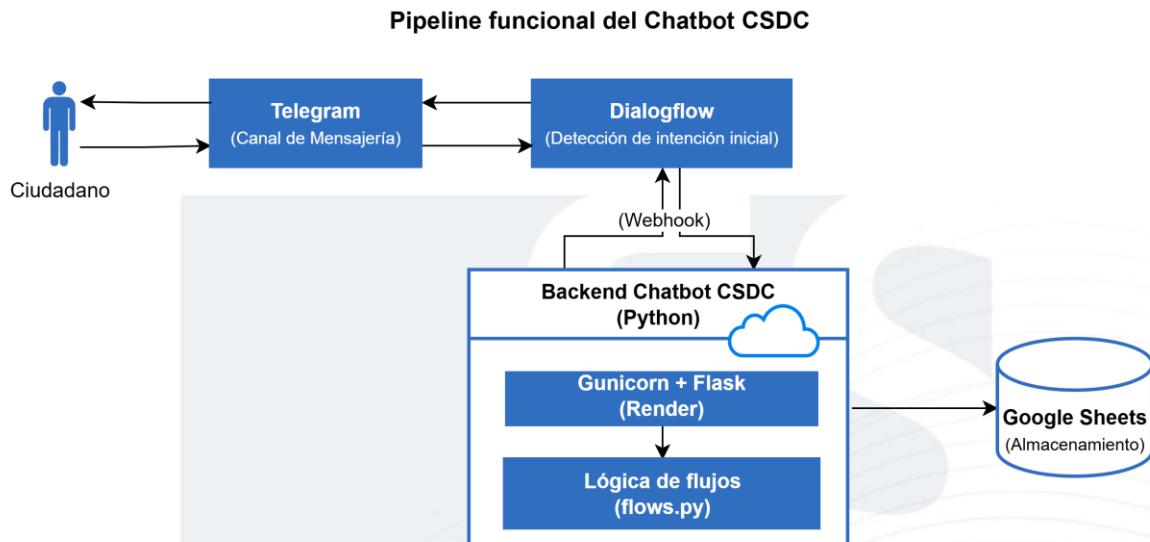 Pipeline funcional del Chatbot CSDC
Telegram
(Canal de Mensajería)
Dialogflow
(Detección de intención inicial)
Ciudadano
(Webhook)
Backend Chatbot CSDC
(Python)
Gunicorn + Flask
(Render)
Google Sheets
(Almacenamiento)
Lógica de flujos
(flows.py)